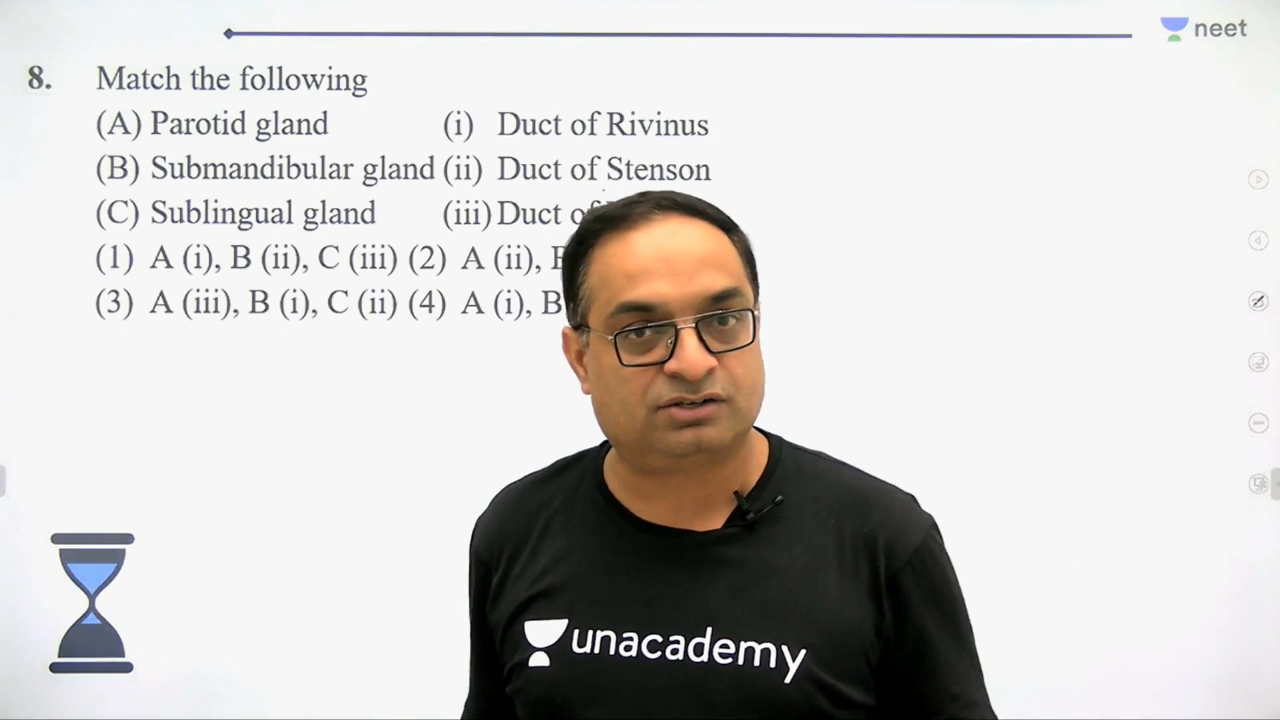 neet
8. Match the following
(A) Parotid gland (i) Duct of Rivinus
(B) Submandibular gland (ii) Duct of Stenson
(C) Sublingual gland (iii) Duct
(1) A (i), B (ii), C (iii) (2) A (ii),
(3) A (iii), B (i), C (ii) (4) A (i), B
unacademy